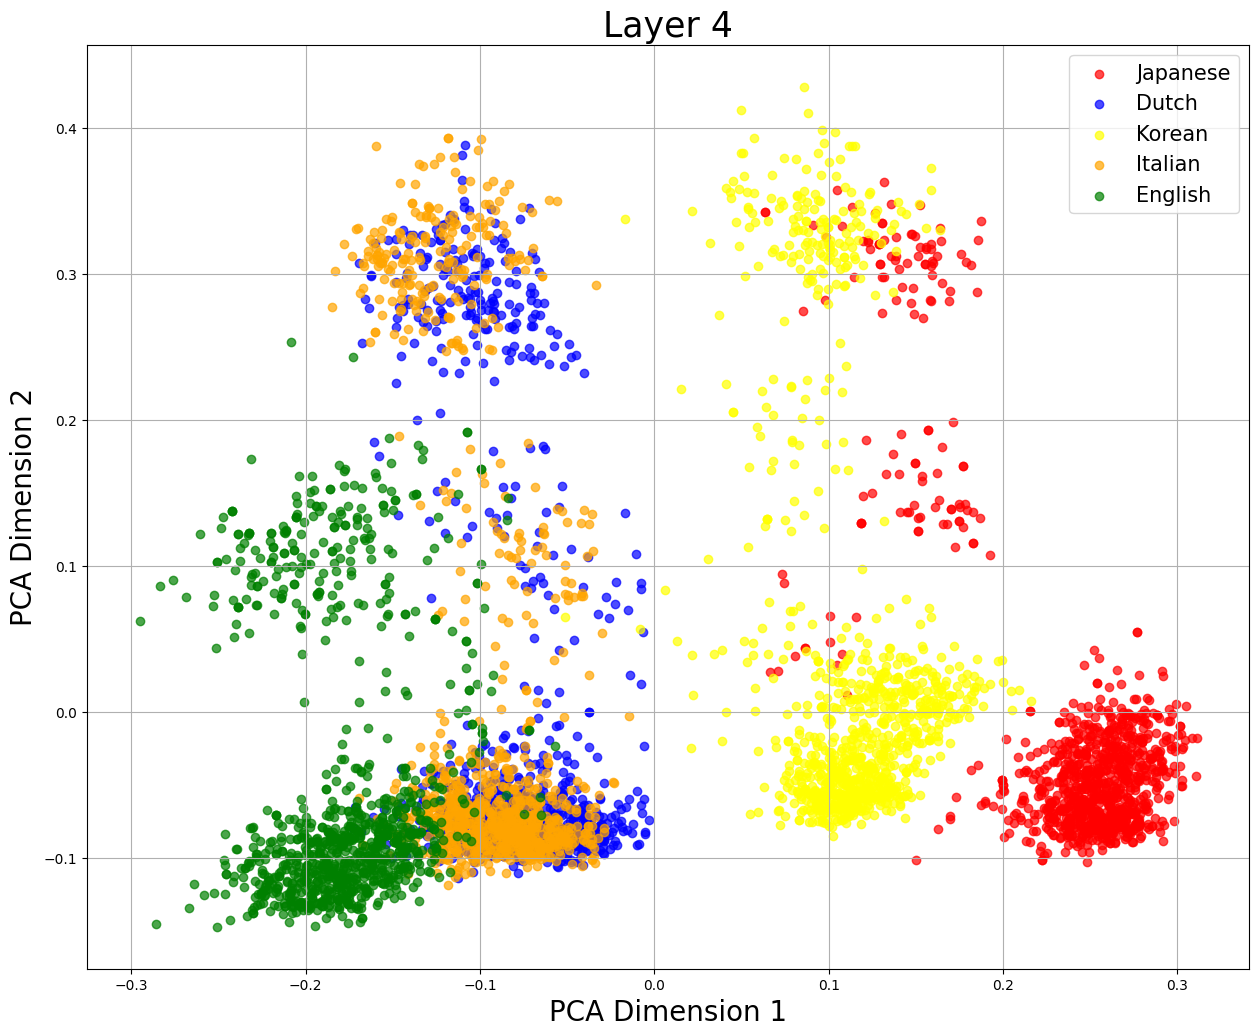 Layer 4
Japanese
Dutch
Korean
Italian
English
PCA Dimension 2
0.4
0.3
0.2
0.1
0.0
−0.1
−0.3
−0.2
−0.1
0.0
0.1
0.2
0.3
PCA Dimension 1